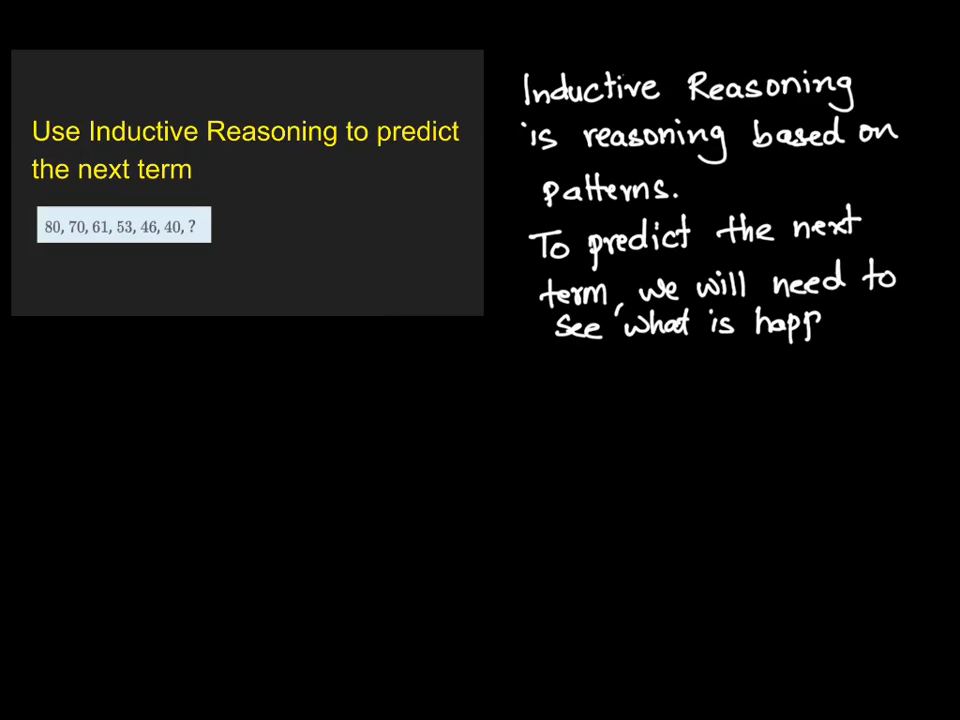 Use Inductive Reasoning to predict
the next term
80, 70, 61, 53, 46, 40, ?
Inductive Reasoning
is reasoning based on
patterns.
To predict the next
term, we will need to
see what is happ